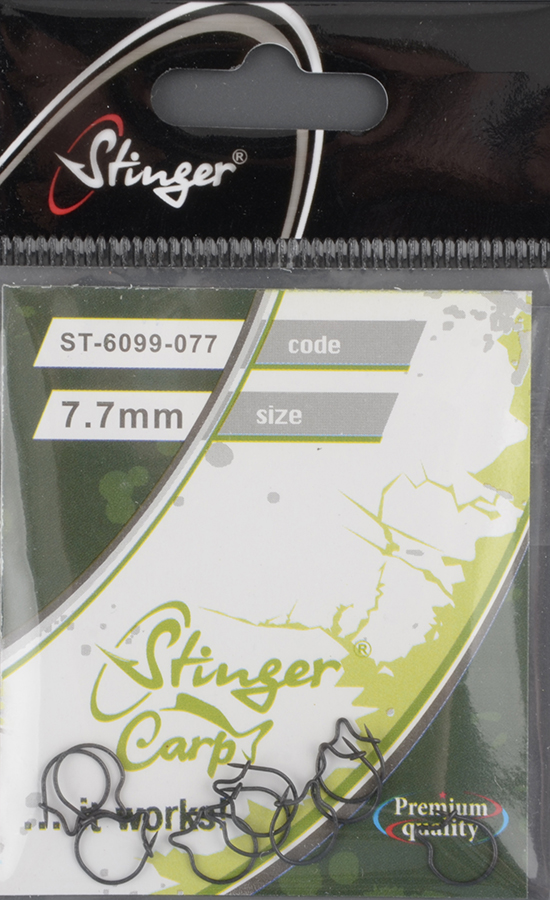 Stinger®
ST-6099-077 code
7.7mm size
Stinger®
Carp
... it works!
Premium
quality